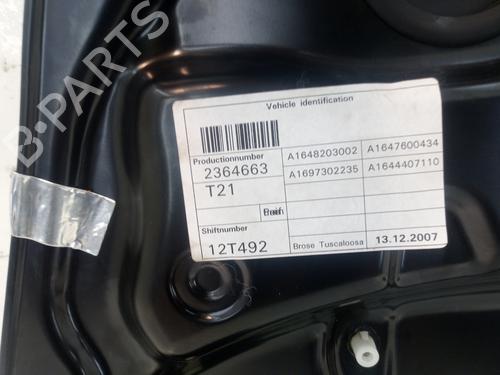 B-PARTS
Vehicle identification
Productionnumber
2364663
T21
A1648203002 A1647600434
A1697302235 A1644407110
Shiftnumber
12T492
Brose Tuscaloosa 13.12.2007